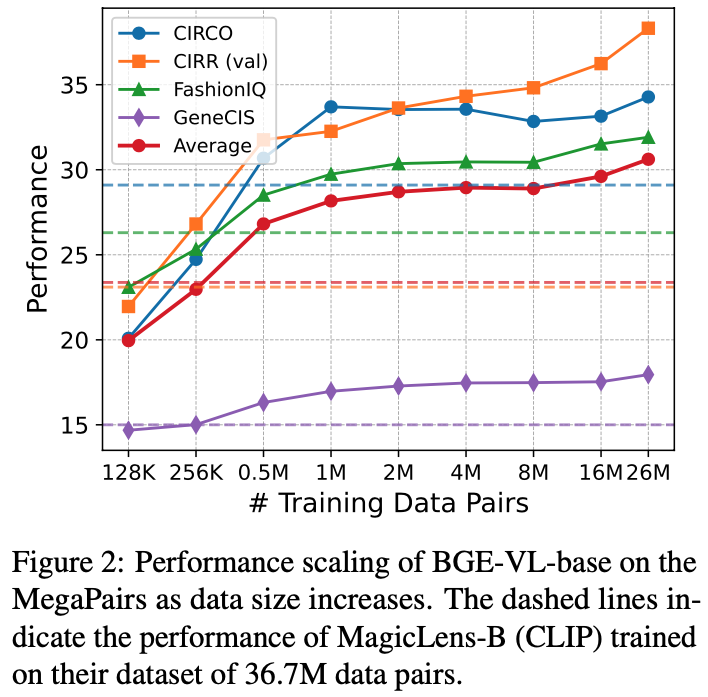 CIRCO
CIRR (val)
FashionIQ
GeneCIS
Average
Performance
35
30
25
20
15
128K 256K 0.5M 1M 2M 4M 8M 16M 26M
# Training Data Pairs
Figure 2: Performance scaling of BGE-VL-base on the
MegaPairs as data size increases. The dashed lines in-
dicate the performance of MagicLens-B (CLIP) trained
on their dataset of 36.7M data pairs.